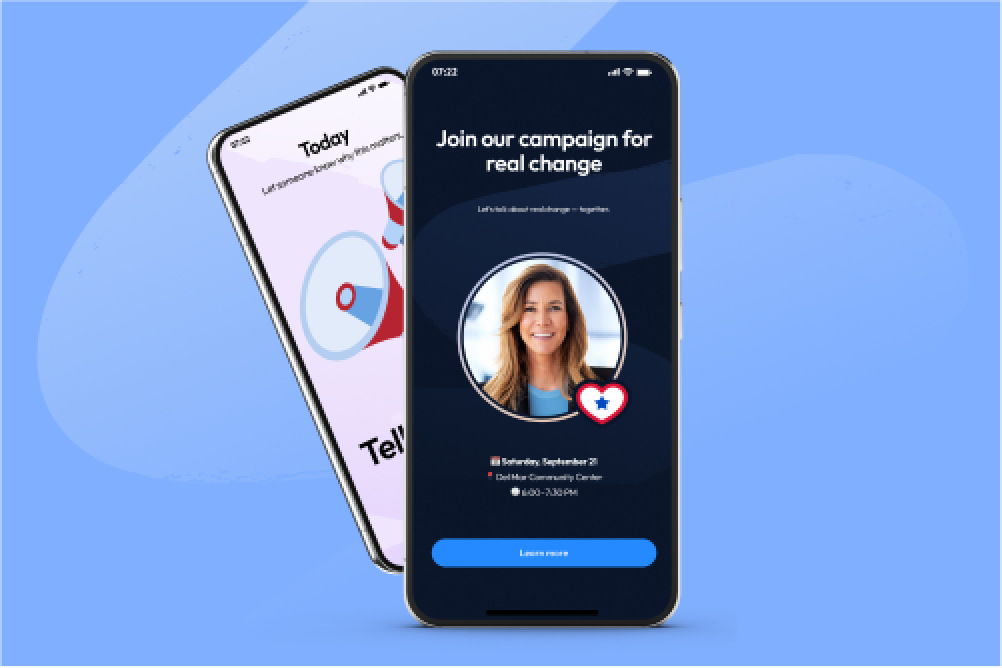 07:22
Today
Let someone know why this matters.
Tell
07:22
Join our campaign for
real change
Let's talk about real change — together.
Saturday, September 21
Del Mar Community Center
6:00-7:30 PM
Learn more